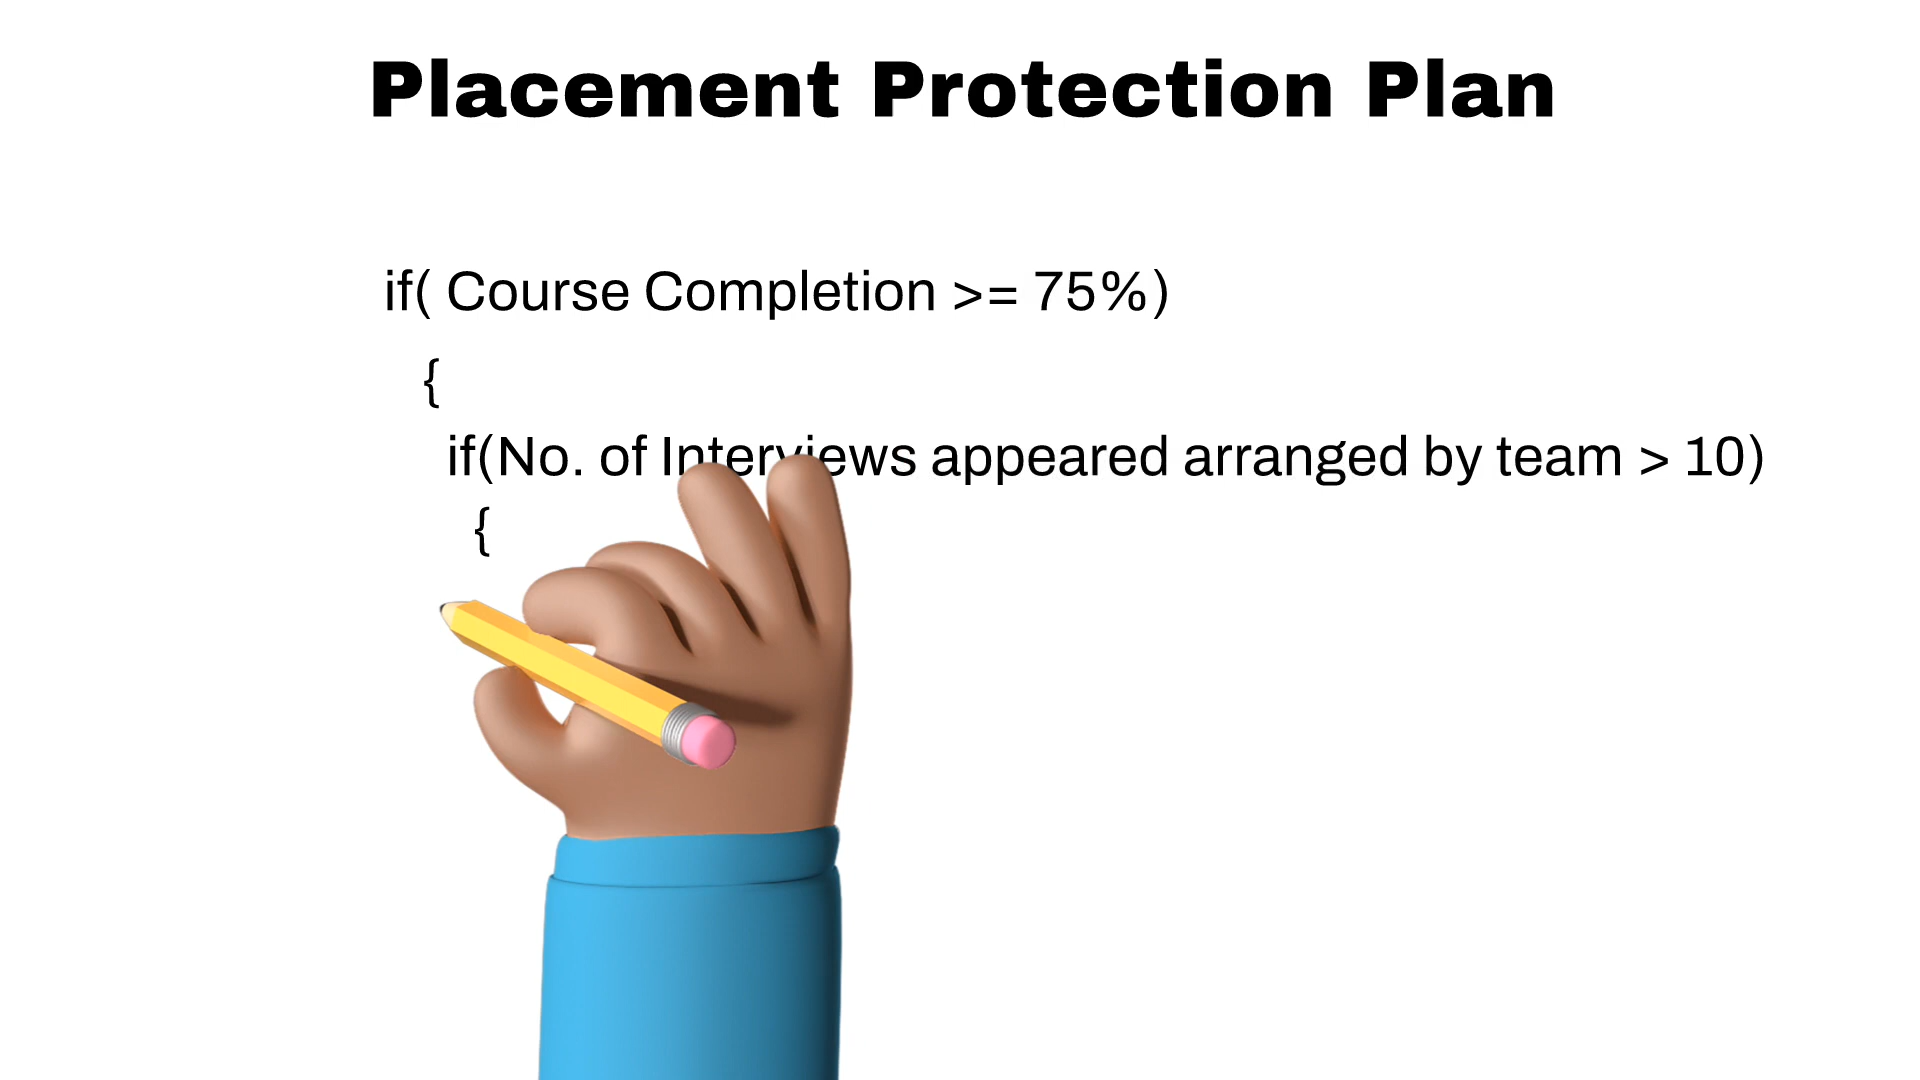 Placement Protection Plan
if( Course Completion >= 75%)
{
if(No. of Interviews appeared arranged by team > 10)
{